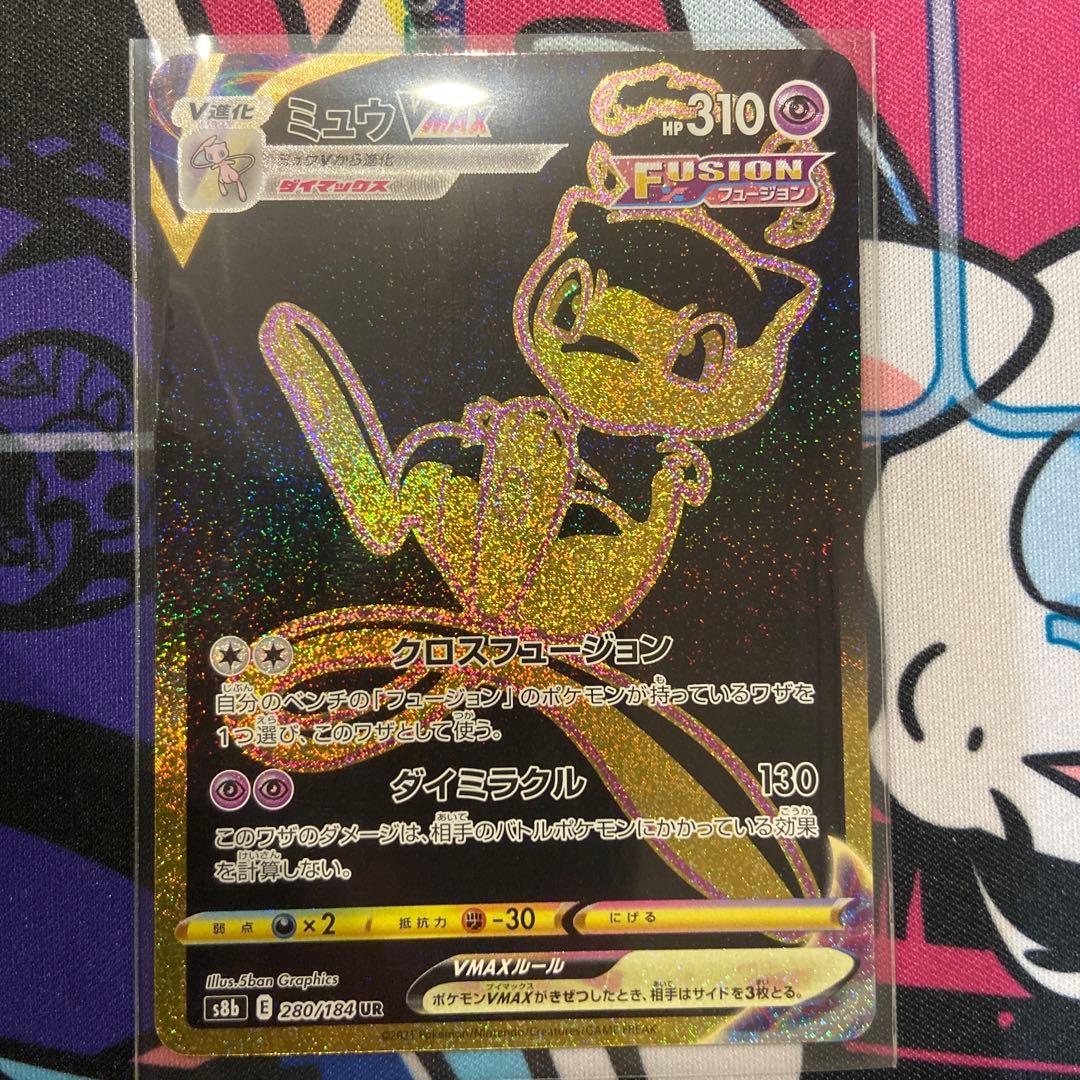 V進化
ミュウVMAX
HP 310
ミュウVから進化
ダイマックス
FUSION
フュージョン
クロスフュージョン
自分のベンチの「フュージョン」のポケモンが持っているワザを
1つ選び、このワザとして使う。
ダイミラクル 130
このワザのダメージは、相手のバトルポケモンにかかっている効果
を計算しない。
弱点 ×2 抵抗力 -30 にげる
VMAXルール
ポケモンVMAXがきぜつしたとき、相手はサイドを3枚とる。
Illus.5ban Graphics
s8b E 280/184 UR
©2021 Pokémon/Nintendo/Creatures/GAME FREAK